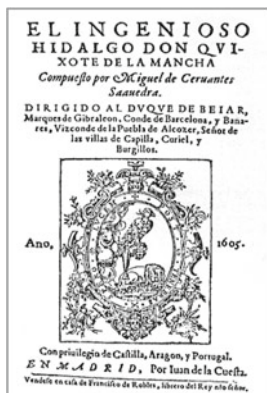 EL INGENIOSO
HIDALGO DON QVI-
XOTE DE LA MANCHA
Compuesto por Miguel de Ceruantes
Saauedra.
DIRIGIDO AL DVQVE DE BEIAR,
Marques de Gibraleon, Conde de Barcelona, y Bana-
res, Vizconde de la Puebla de Alcozer, Señor de
las villas de Capilla, Curiel, y
Burgillos.
Ano, 1605.
Con priuilegio de Castilla, Aragon, y Portugal.
EN MADRID, Por Iuan de la Cuesta.
Vendese en casa de Francisco de Robles, librero del Rey nro señor.